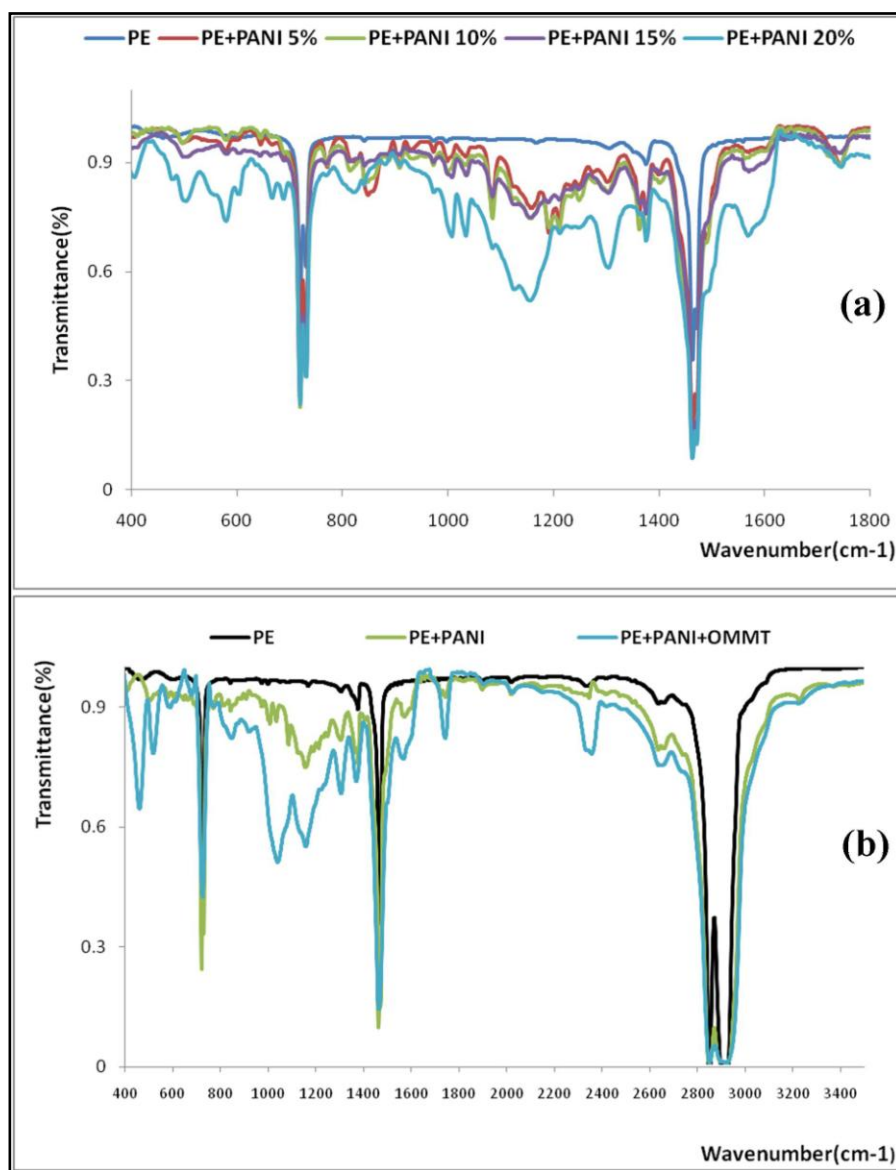 PE PE+PANI 5% PE+PANI 10% PE+PANI 15% PE+PANI 20%
Transmittance(%)
0.9
0.6
0.3
0
(a)
400 600 800 1000 1200 1400 1600 1800
Wavenumber(cm-1)
PE PE+PANI PE+PANI+OMMT
Transmittance(%)
0.9
0.6
0.3
0
(b)
400 600 800 1000 1200 1400 1600 1800 2000 2200 2400 2600 2800 3000 3200 3400
Wavenumber(cm-1)